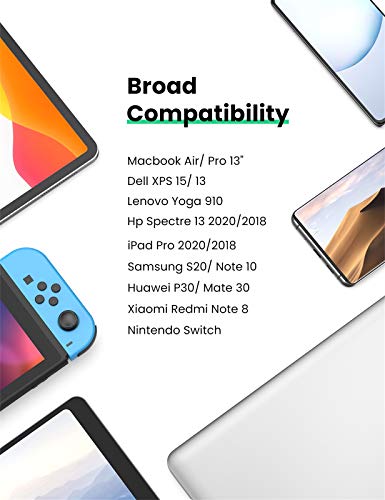 Broad
Compatibility
Macbook Air/ Pro 13"
Dell XPS 15/ 13
Lenovo Yoga 910
Hp Spectre 13 2020/2018
iPad Pro 2020/2018
Samsung S20/ Note 10
Huawei P30/ Mate 30
Xiaomi Redmi Note 8
Nintendo Switch